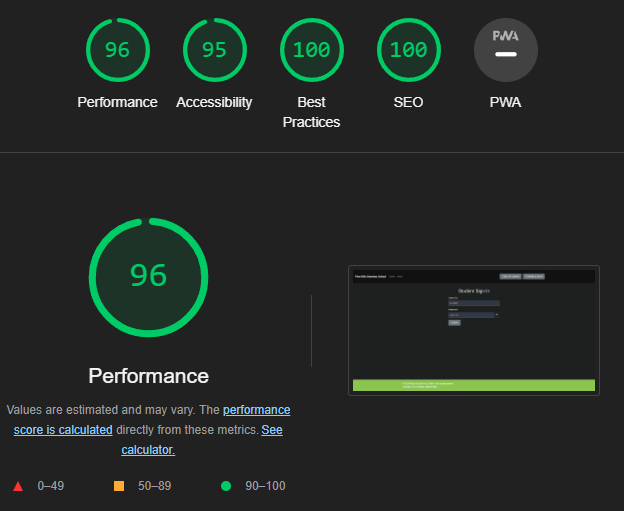 96
95
100
100
PWA
Performance
Accessibility
Best
Practices
SEO
PWA
96
Performance
Values are estimated and may vary. The performance
score is calculated directly from these metrics. See
calculator.
0–49
50–89
90–100
Student Sign In